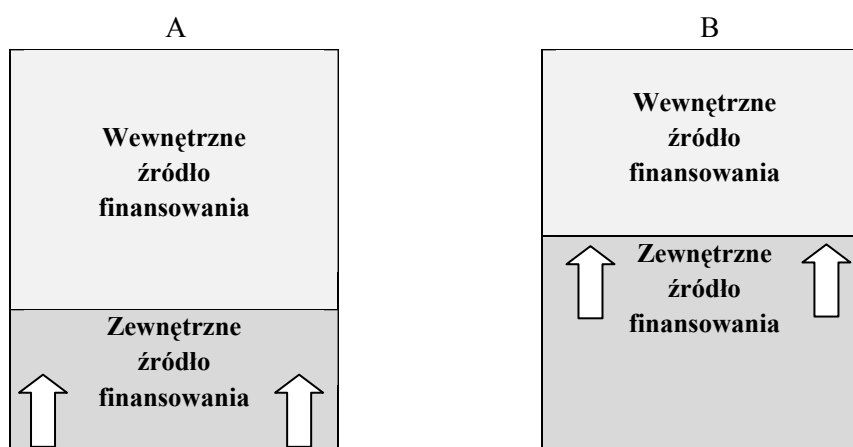 A
Wewnętrzne
źródło
finansowania
Zewnętrzne
źródło
finansowania
B
Wewnętrzne
źródło
finansowania
Zewnętrzne
źródło
finansowania